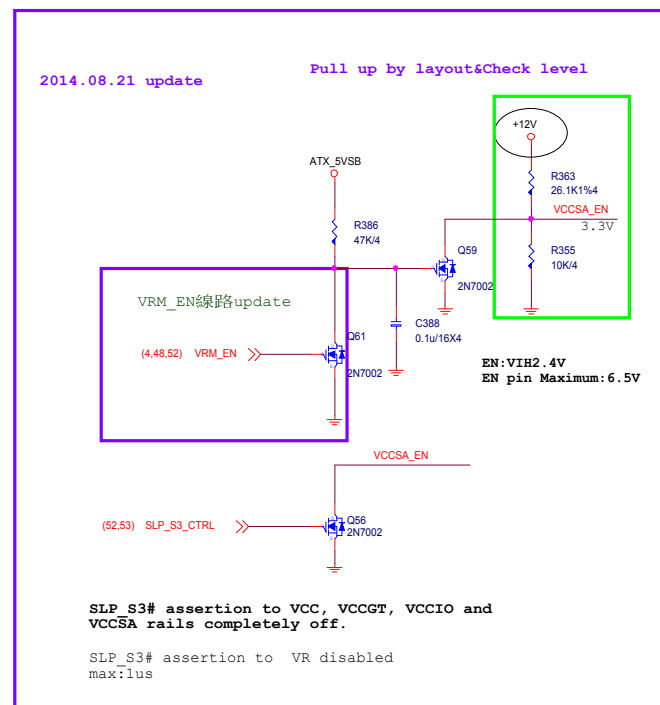 Pull up by layout&Check level
2014.08.21 update
+12V
ATX_5VSB
R363
26.1K1%4
VCCSA_EN
3.3V
R386
47K/4
Q59
R355
10K/4
2N7002
VRM_EN線路update
C388
0.1u/16X4
Q61
(4,48,52) VRM_EN
2N7002
EN:VIH2.4V
EN pin Maximum:6.5V
VCCSA_EN
(52,53) SLP_S3_CTRL
Q56
2N7002
SLP_S3# assertion to VCC, VCCGT, VCCIO and
VCCSA rails completely off.
SLP_S3# assertion to VR disabled
max:1us